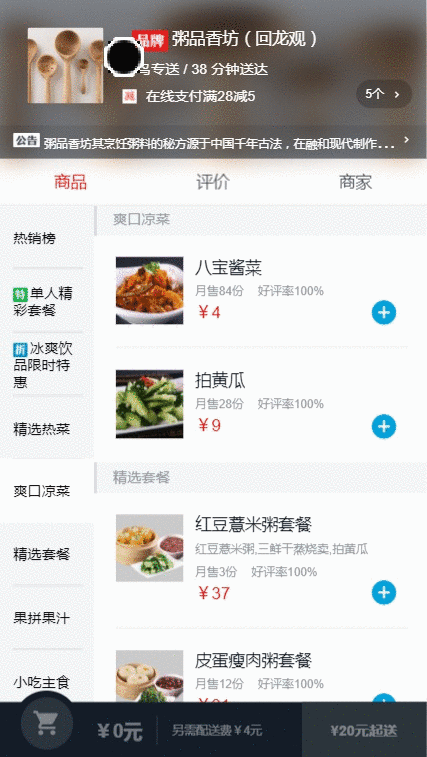 品牌 粥品香坊（回龙观）
鸟专送 / 38 分钟送达
减 在线支付满28减5
5个 >
公告 粥品香坊其烹饪粥料的秘方源于中国千年古法，在融和现代制作... >
商品 评价 商家
热销榜
特 单人精
彩套餐
折 冰爽饮
品限时特
惠
精选热菜
爽口凉菜
精选套餐
果拼果汁
小吃主食
爽口凉菜
八宝酱菜
月售84份 好评率100%
￥4
拍黄瓜
月售28份 好评率100%
￥9
精选套餐
红豆薏米粥套餐
红豆薏米粥,三鲜干蒸烧卖,拍黄瓜
月售3份 好评率100%
￥37
皮蛋瘦肉粥套餐
月售12份 好评率100%
￥0元 另需配送费￥4元 ¥20元起送